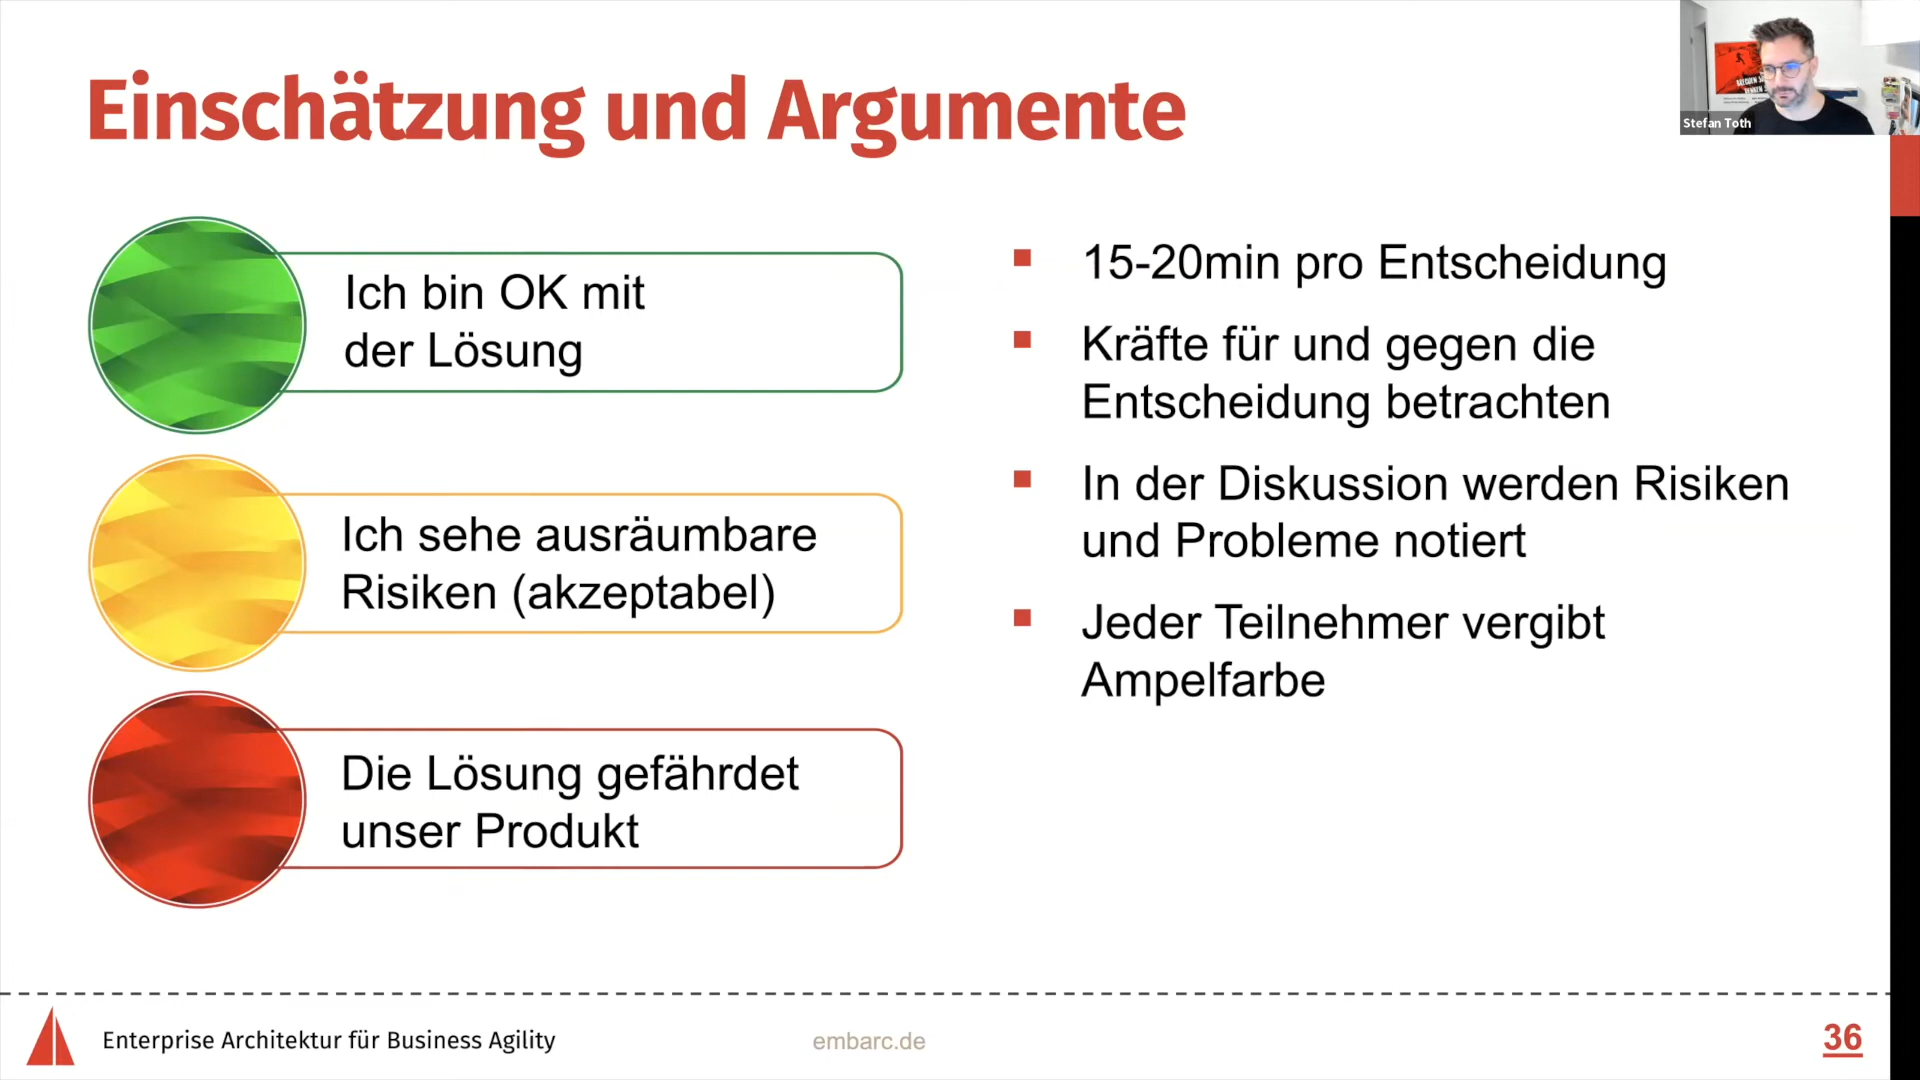 Einschätzung und Argumente
Stefan Toth
Ich bin OK mit
der Lösung
Ich sehe ausräumbare
Risiken (akzeptabel)
Die Lösung gefährdet
unser Produkt
15-20min pro Entscheidung
Kräfte für und gegen die
Entscheidung betrachten
In der Diskussion werden Risiken
und Probleme notiert
Jeder Teilnehmer vergibt
Ampelfarbe
Enterprise Architektur für Business Agility
embarc.de
36